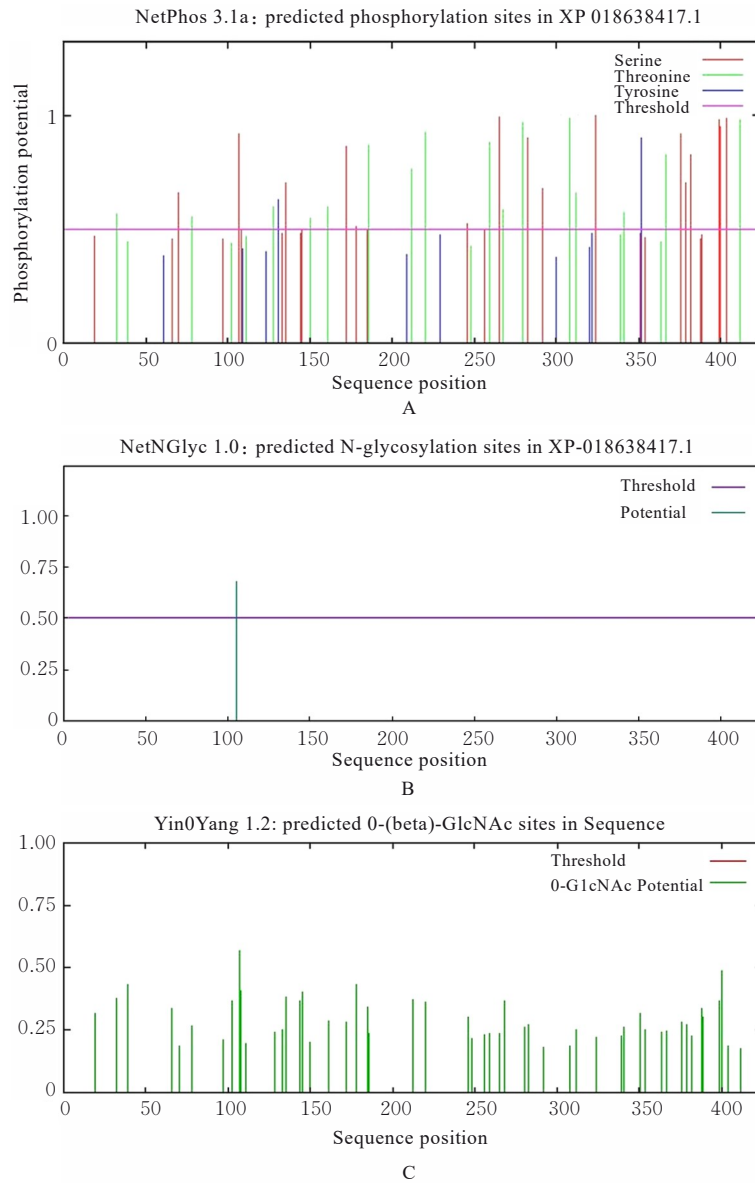 NetPhos 3.1a: predicted phosphorylation sites in XP 018638417.1
Serine
Threonine
Tyrosine
Threshold
1
0
Phosphorylation potential
0 50 100 150 200 250 300 350 400
Sequence position
A
NetNGlyc 1.0: predicted N-glycosylation sites in XP-018638417.1
Threshold
Potential
1.00
0.75
0.50
0.25
0
0 50 100 150 200 250 300 350 400
Sequence position
B
Yin0Yang 1.2: predicted 0-(beta)-GlcNAc sites in Sequence
Threshold
0-G1cNAc Potential
1.00
0.75
0.50
0.25
0
0 50 100 150 200 250 300 350 400
Sequence position
C